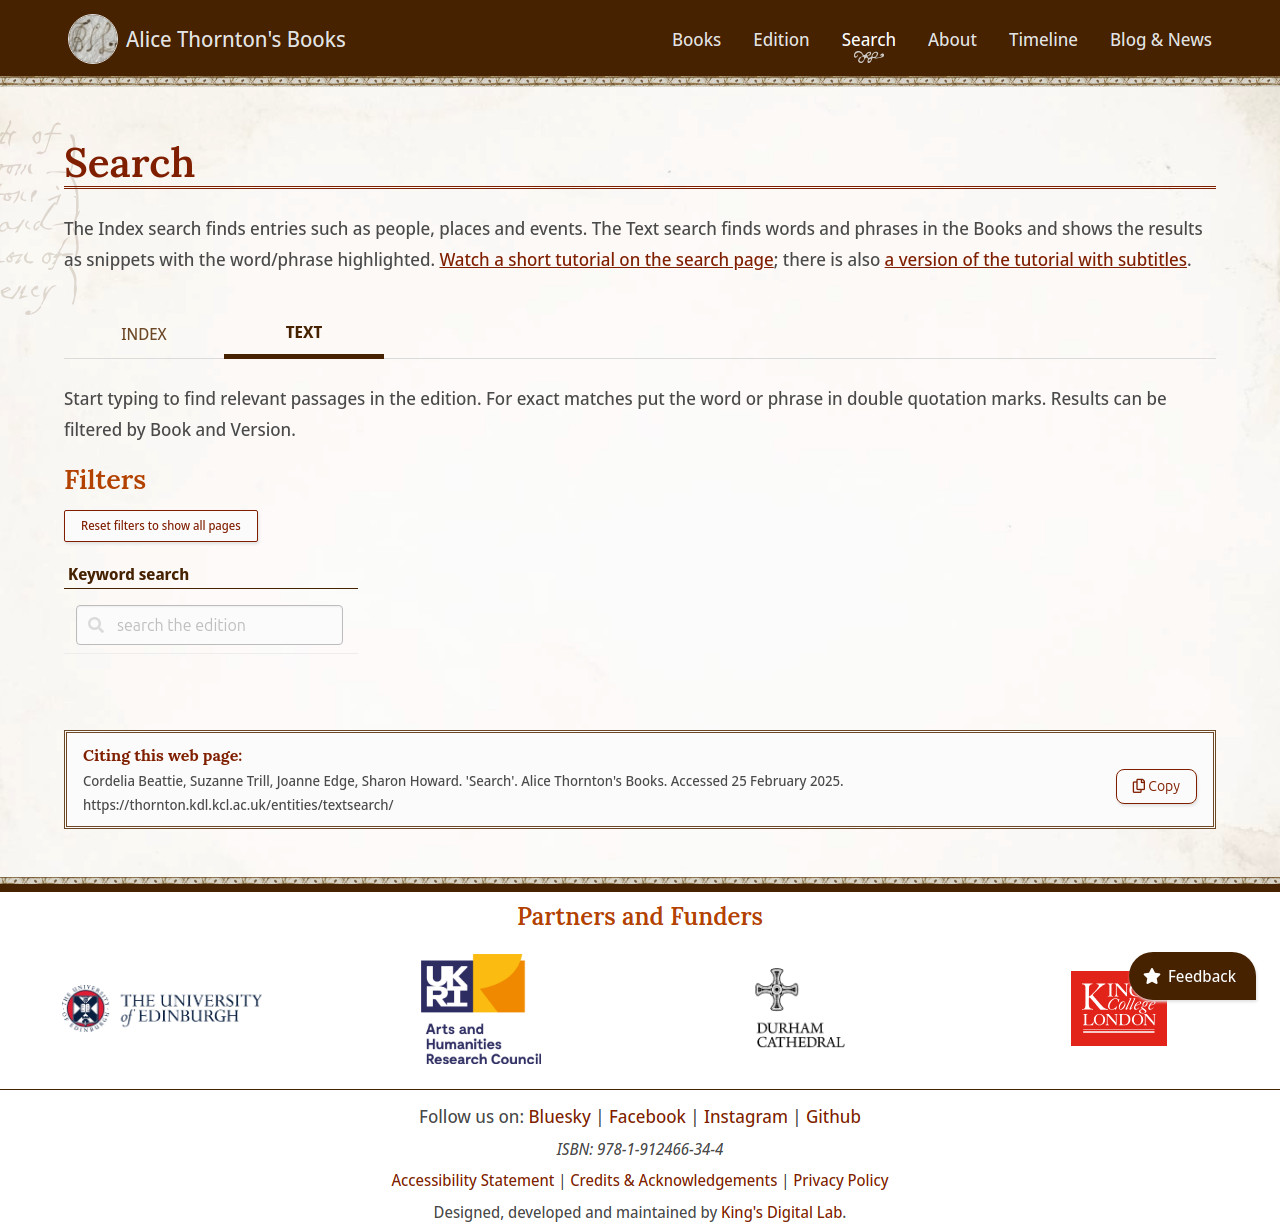 Alice Thornton's Books
Books
Edition
Search
About
Timeline
Blog & News
Search
The Index search finds entries such as people, places and events. The Text search finds words and phrases in the Books and shows the results
as snippets with the word/phrase highlighted. Watch a short tutorial on the search page; there is also a version of the tutorial with subtitles.
INDEX
TEXT
Start typing to find relevant passages in the edition. For exact matches put the word or phrase in double quotation marks. Results can be
filtered by Book and Version.
Filters
Reset filters to show all pages
Keyword search
search the edition
Citing this web page:
Cordelia Beattie, Suzanne Trill, Joanne Edge, Sharon Howard. 'Search'. Alice Thornton's Books. Accessed 25 February 2025.
https://thornton.kdl.kcl.ac.uk/entities/textsearch/
Copy
Partners and Funders
THE UNIVERSITY
of EDINBURGH
UK
RI
Arts and
Humanities
Research Council
DURHAM
CATHEDRAL
College
LONDON
Feedback
Follow us on: Bluesky | Facebook | Instagram | Github
ISBN: 978-1-912466-34-4
Accessibility Statement | Credits & Acknowledgements | Privacy Policy
Designed, developed and maintained by King's Digital Lab.